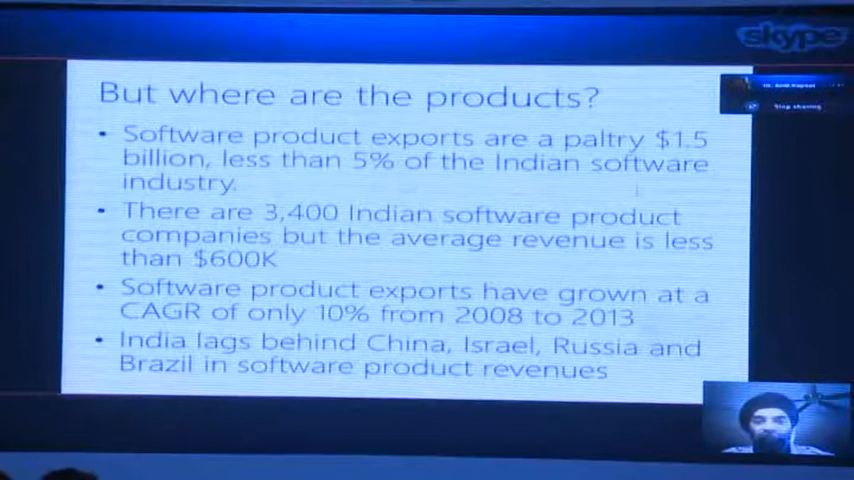 skype
But where are the products?
• Software product exports are a paltry $1.5
billion, less than 5% of the Indian software
industry.
• There are 3,400 Indian software product
companies but the average revenue is less
than $600K
• Software product exports have grown at a
CAGR of only 10% from 2008 to 2013
• India lags behind China, Israel, Russia and
Brazil in software product revenues
Stop sharing